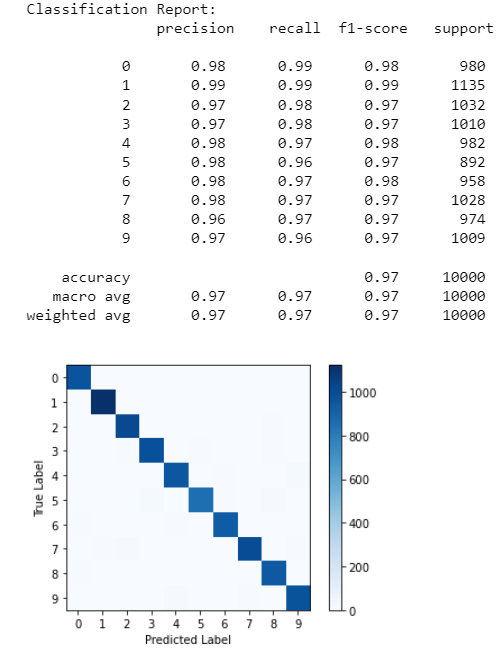 Classification Report:
precision recall f1-score support
0 0.98 0.99 0.98 980
1 0.99 0.99 0.99 1135
2 0.97 0.98 0.97 1032
3 0.97 0.98 0.97 1010
4 0.98 0.97 0.98 982
5 0.98 0.96 0.97 892
6 0.98 0.97 0.98 958
7 0.98 0.97 0.97 1028
8 0.96 0.97 0.97 974
9 0.97 0.96 0.97 1009
accuracy 0.97 10000
macro avg 0.97 0.97 0.97 10000
weighted avg 0.97 0.97 0.97 10000
True Label
0
1
2
3
4
5
6
7
8
9
0 1 2 3 4 5 6 7 8 9
Predicted Label
1000
800
600
400
200
0